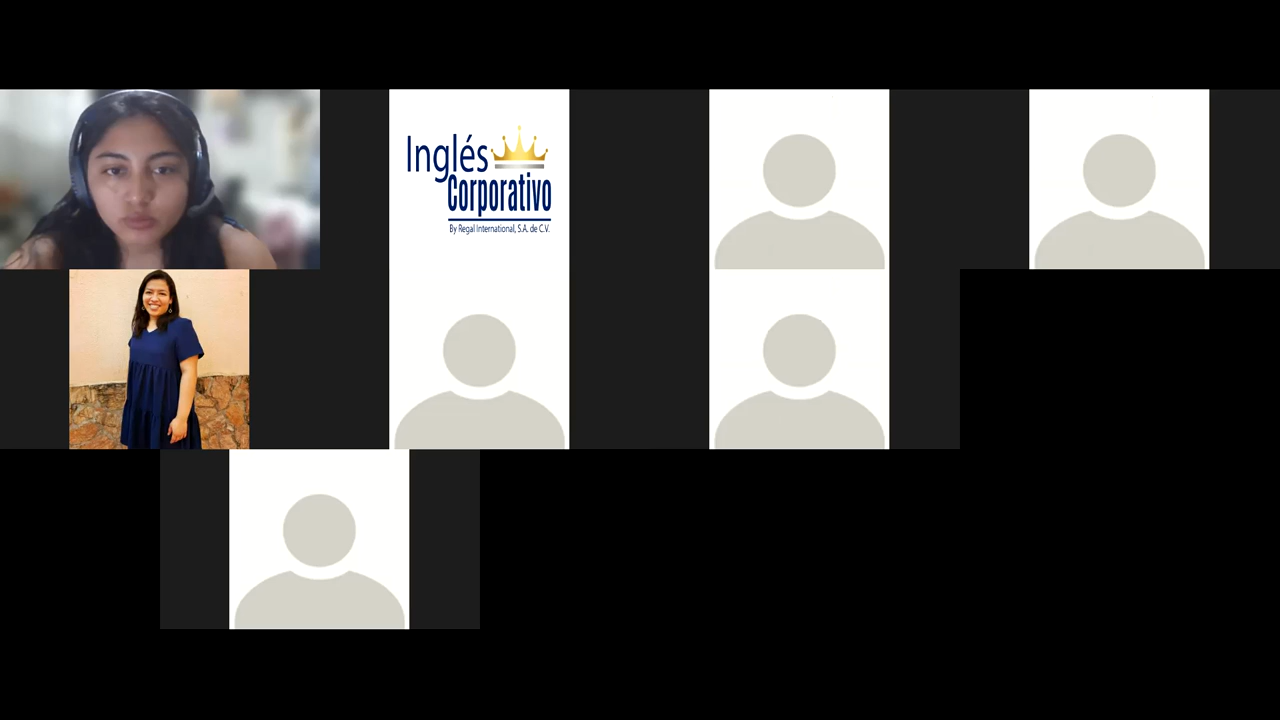 Inglés
Corporativo
By Regal International, S.A. de C.V.